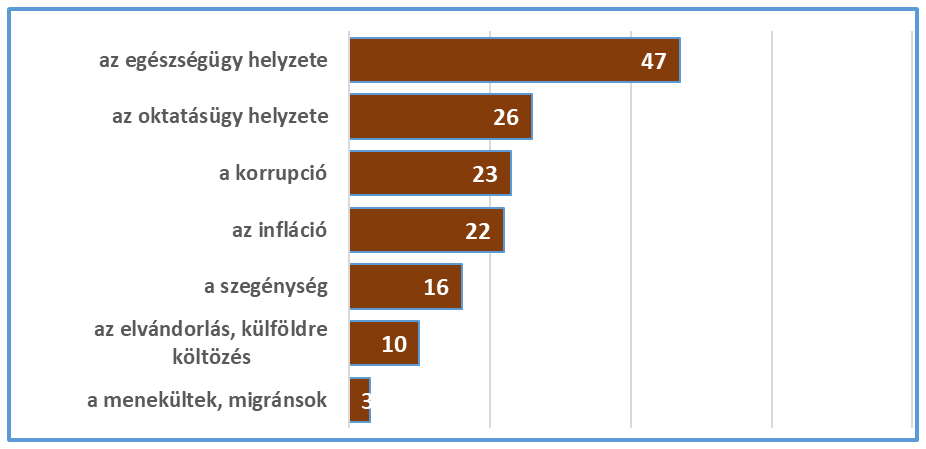 az egészségügy helyzete 47
az oktatásügy helyzete 26
a korrupció 23
az infláció 22
a szegénység 16
az elvándorlás, külföldre
költözés 10
a menekültek, migránsok 3